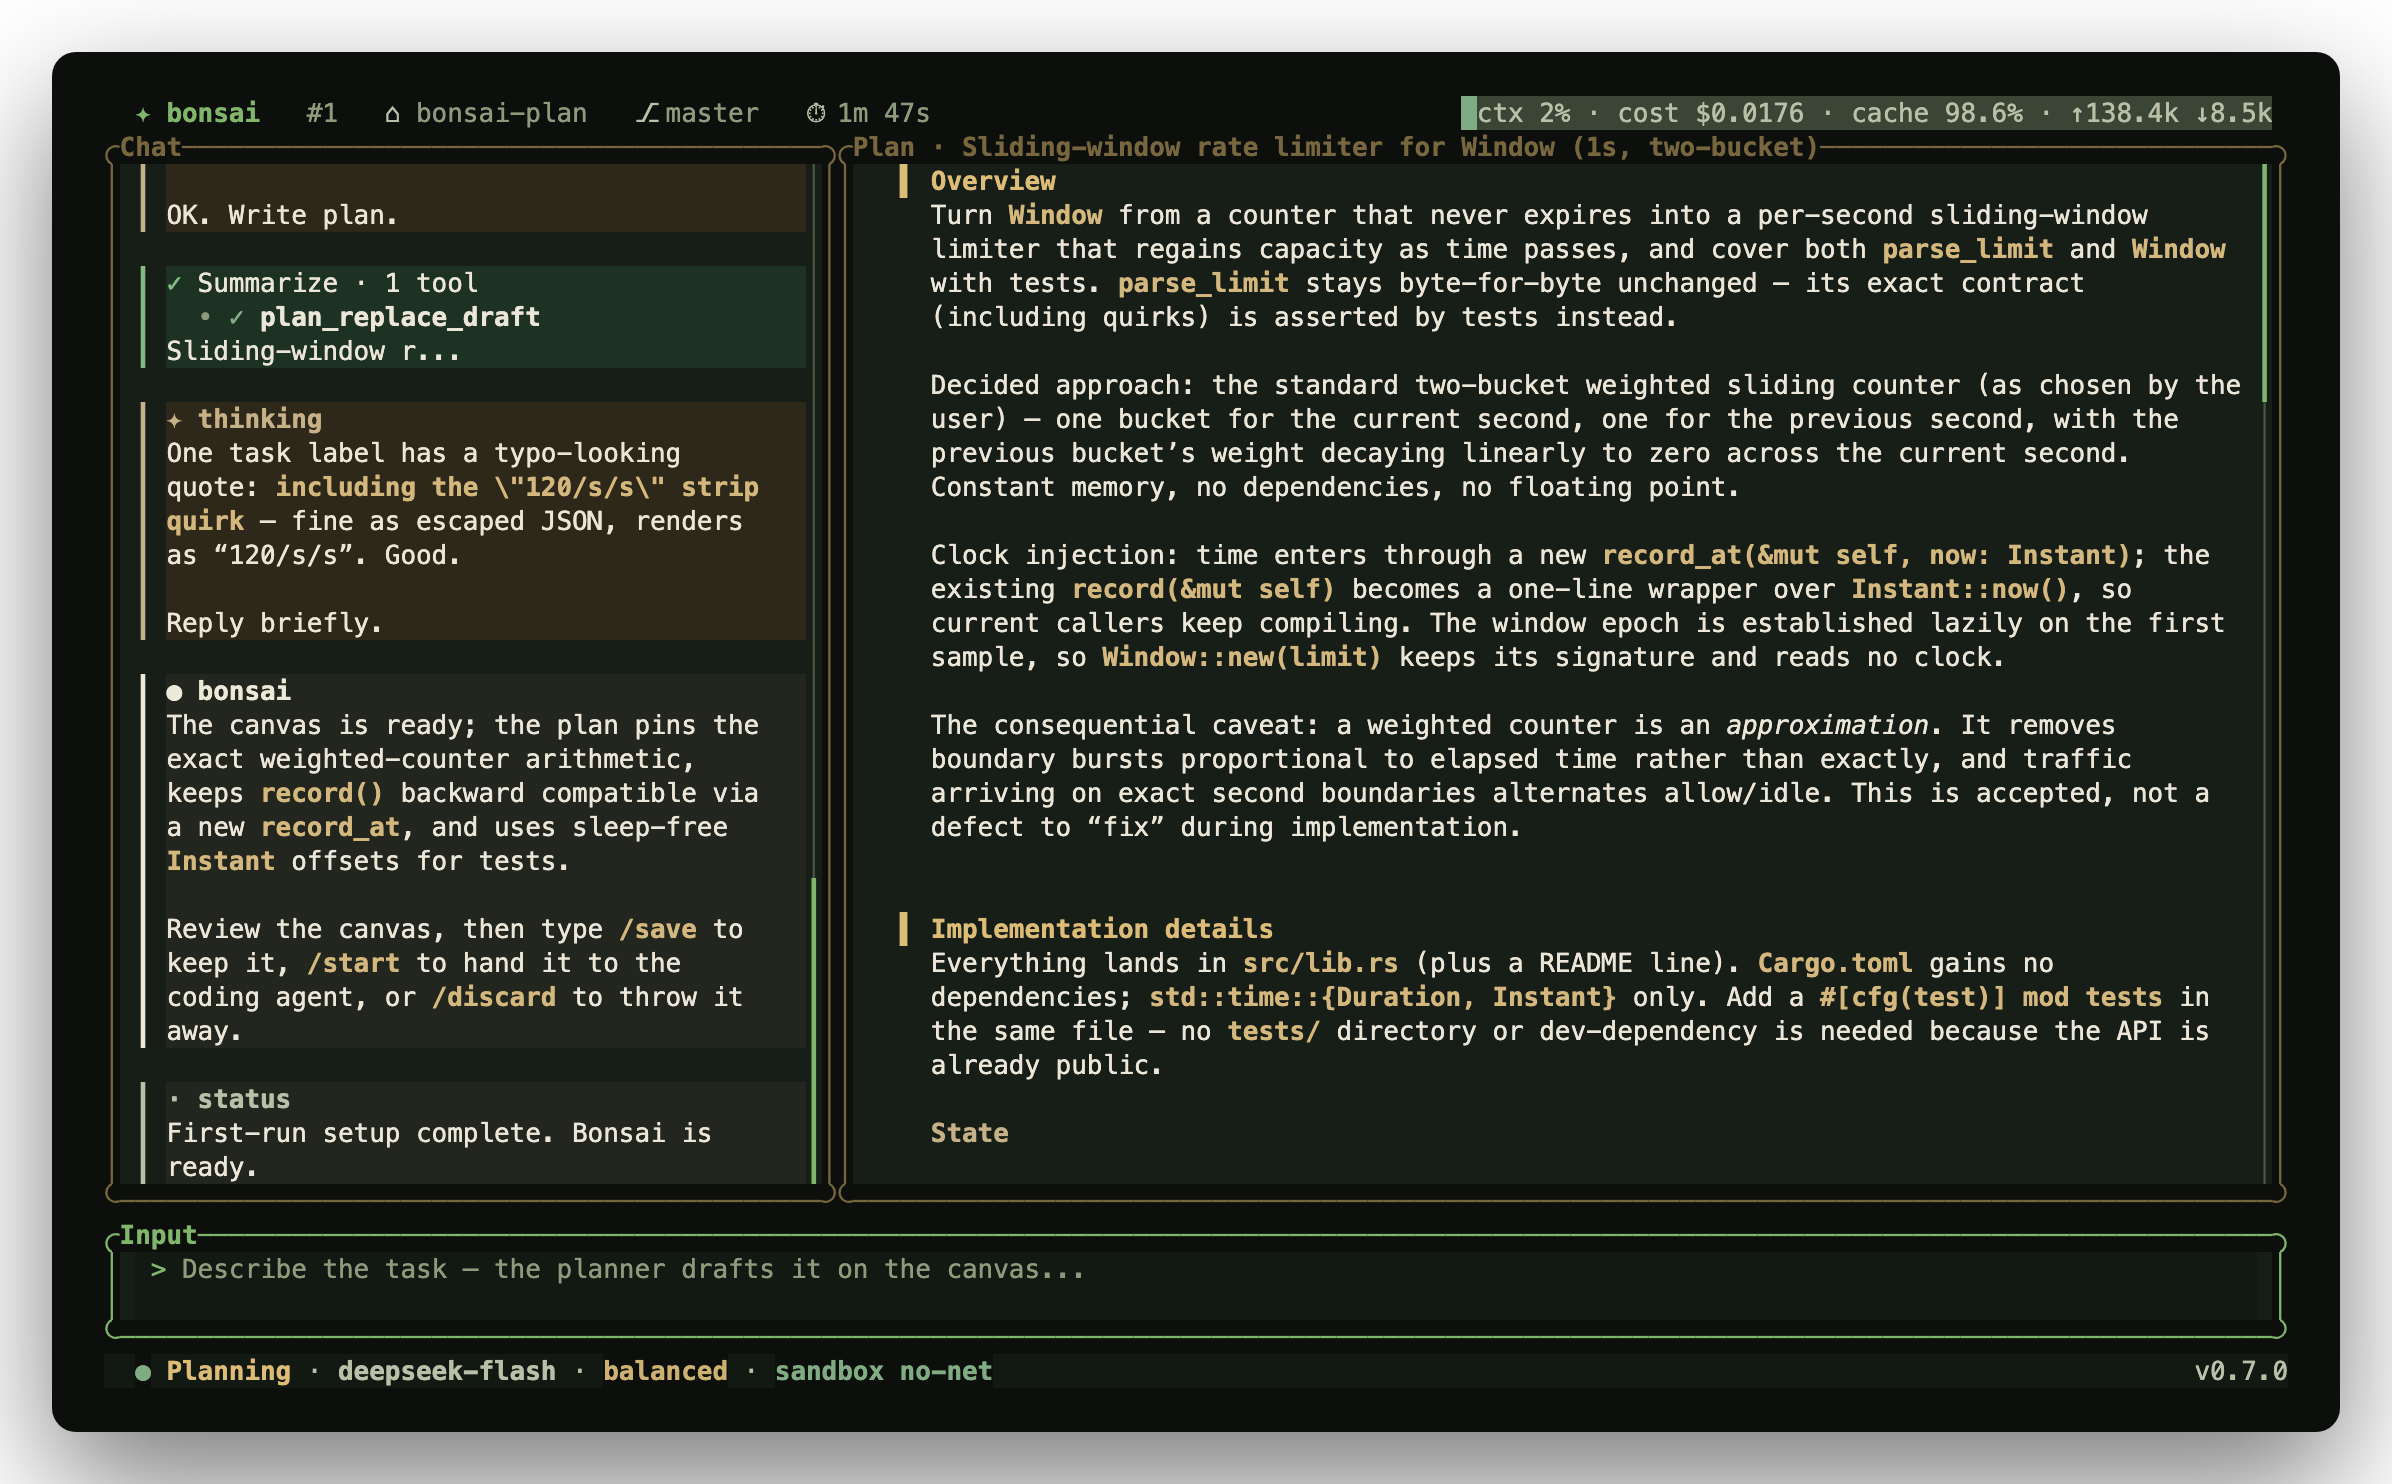 ✦ bonsai #1 ⌂ bonsai-plan ⎇ master ⏱ 1m 47s ctx 2% · cost $0.0176 · cache 98.6% · ↑138.4k ↓8.5k
Chat
OK. Write plan.
✓ Summarize · 1 tool
• ✓ plan_replace_draft
Sliding-window r...
✦ thinking
One task label has a typo-looking
quote: including the \"120/s/s\" strip
quirk — fine as escaped JSON, renders
as “120/s/s”. Good.
Reply briefly.
● bonsai
The canvas is ready; the plan pins the
exact weighted-counter arithmetic,
keeps record() backward compatible via
a new record_at, and uses sleep-free
Instant offsets for tests.
Review the canvas, then type /save to
keep it, /start to hand it to the
coding agent, or /discard to throw it
away.
· status
First-run setup complete. Bonsai is
ready.
Plan · Sliding-window rate limiter for Window (1s, two-bucket)
Overview
Turn Window from a counter that never expires into a per-second sliding-window
limiter that regains capacity as time passes, and cover both parse_limit and Window
with tests. parse_limit stays byte-for-byte unchanged — its exact contract
(including quirks) is asserted by tests instead.
Decided approach: the standard two-bucket weighted sliding counter (as chosen by the
user) — one bucket for the current second, one for the previous second, with the
previous bucket’s weight decaying linearly to zero across the current second.
Constant memory, no dependencies, no floating point.
Clock injection: time enters through a new record_at(&mut self, now: Instant); the
existing record(&mut self) becomes a one-line wrapper over Instant::now(), so
current callers keep compiling. The window epoch is established lazily on the first
sample, so Window::new(limit) keeps its signature and reads no clock.
The consequential caveat: a weighted counter is an approximation. It removes
boundary bursts proportional to elapsed time rather than exactly, and traffic
arriving on exact second boundaries alternates allow/idle. This is accepted, not a
defect to “fix” during implementation.
Implementation details
Everything lands in src/lib.rs (plus a README line). Cargo.toml gains no
dependencies; std::time::{Duration, Instant} only. Add a #[cfg(test)] mod tests in
the same file — no tests/ directory or dev-dependency is needed because the API is
already public.
State
Input
> Describe the task — the planner drafts it on the canvas...
● Planning · deepseek-flash · balanced · sandbox no-net v0.7.0